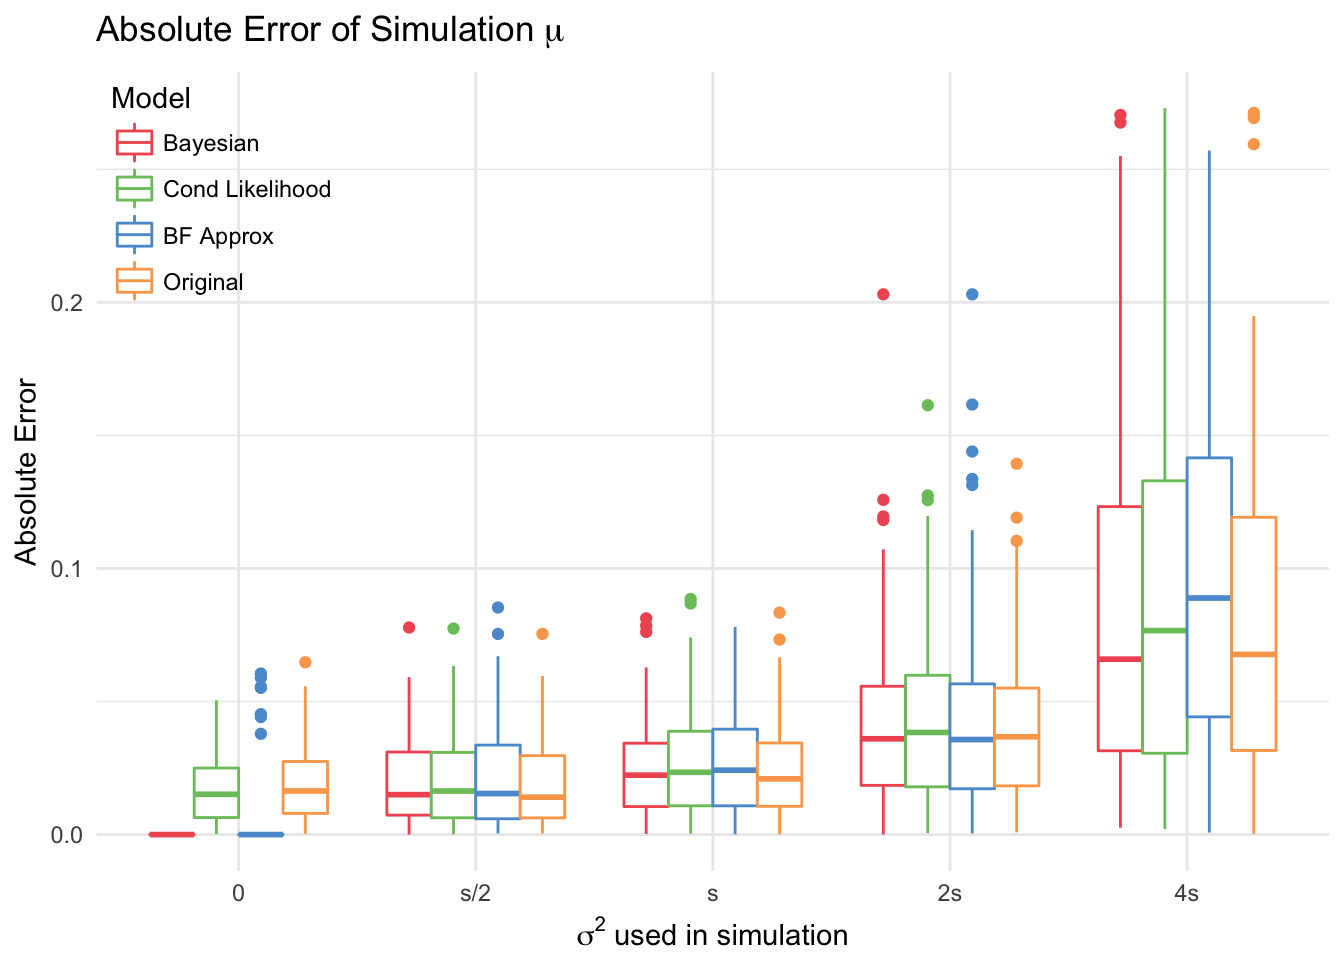 Absolute Error of Simulation μ
Model
Bayesian
Cond Likelihood
BF Approx
Original
Absolute Error
0.2
0.1
0.0
0 s/2 s 2s 4s
σ² used in simulation